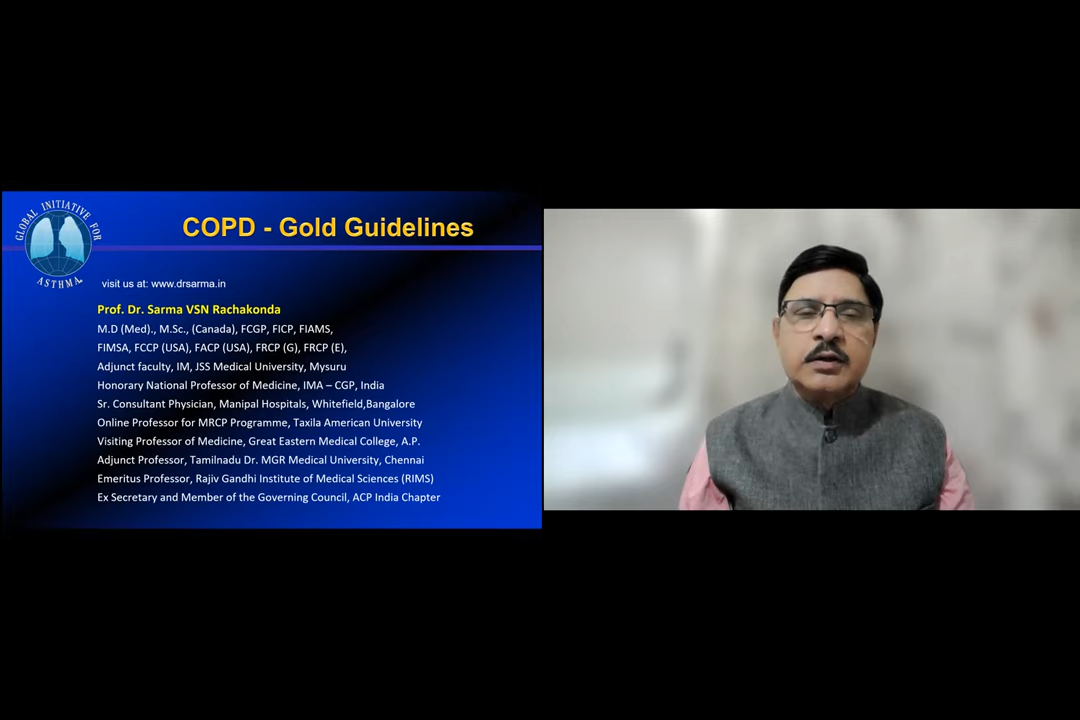 GLOBAL INITIATIVE FOR
ASTHMA
COPD - Gold Guidelines
visit us at: www.drsarma.in
Prof. Dr. Sarma VSN Rachakonda
M.D (Med)., M.Sc., (Canada), FCGP, FICP, FIAMS,
FIMSA, FCCP (USA), FACP (USA), FRCP (G), FRCP (E),
Adjunct faculty, IM, JSS Medical University, Mysuru
Honorary National Professor of Medicine, IMA – CGP, India
Sr. Consultant Physician, Manipal Hospitals, Whitefield,Bangalore
Online Professor for MRCP Programme, Taxila American University
Visiting Professor of Medicine, Great Eastern Medical College, A.P.
Adjunct Professor, Tamilnadu Dr. MGR Medical University, Chennai
Emeritus Professor, Rajiv Gandhi Institute of Medical Sciences (RIMS)
Ex Secretary and Member of the Governing Council, ACP India Chapter